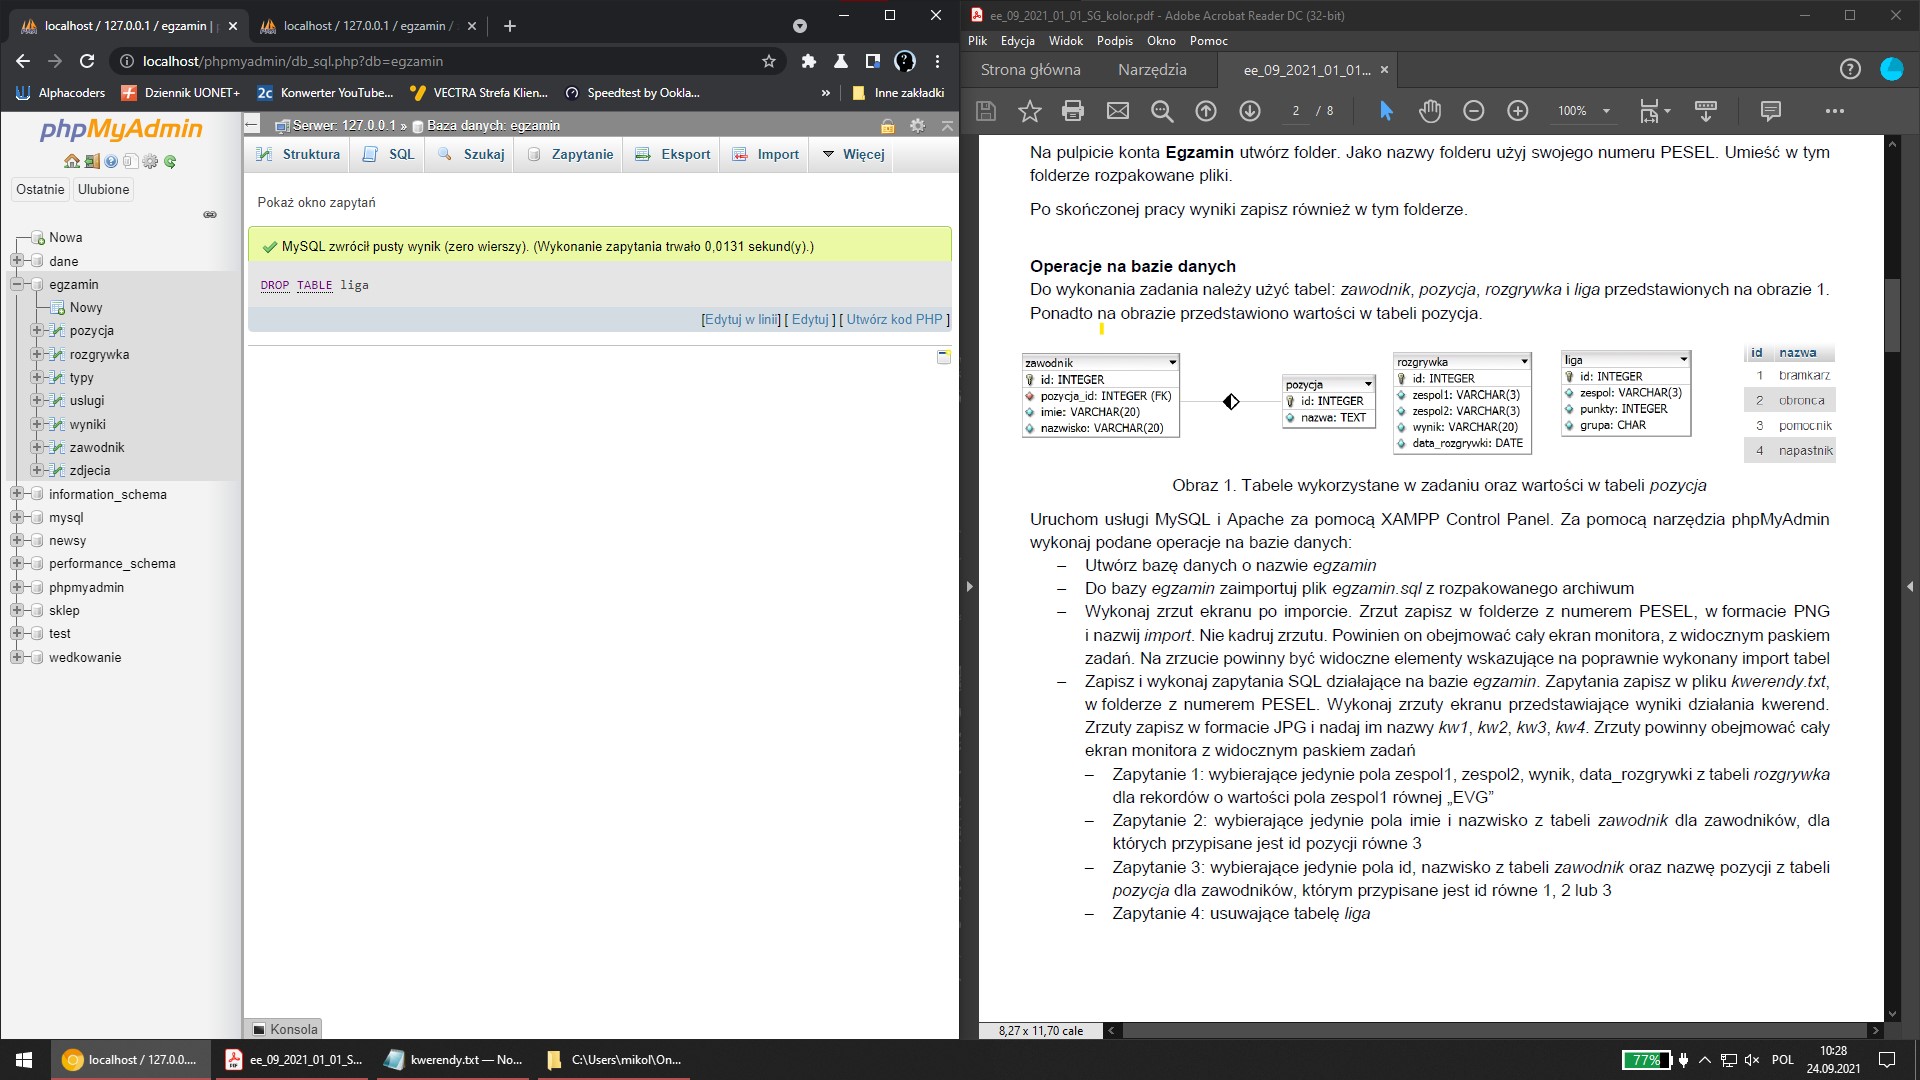 localhost / 127.0.0.1 / egzamin | p
localhost / 127.0.0.1 / egzamin /
localhost/phpmyadmin/db_sql.php?db=egzamin
Alphacoders
Dziennik UONET+
Konwerter YouTube...
VECTRA Strefa Klien...
Speedtest by Ookla...
»
Inne zakładki
phpMyAdmin
Ostatnie
Ulubione
Nowa
dane
egzamin
Nowy
pozycja
rozgrywka
typy
uslugi
wyniki
zawodnik
zdjecia
information_schema
mysql
newsy
performance_schema
phpmyadmin
sklep
test
wedkowanie
Serwer: 127.0.0.1 » Baza danych: egzamin
Struktura
SQL
Szukaj
Zapytanie
Eksport
Import
Więcej
Pokaż okno zapytań
MySQL zwrócił pusty wynik (zero wierszy). (Wykonanie zapytania trwało 0,0131 sekund(y).)
DROP TABLE liga
[Edytuj w linii] [ Edytuj ] [ Utwórz kod PHP ]
Konsola
ee_09_2021_01_01_SG_kolor.pdf - Adobe Acrobat Reader DC (32-bit)
Plik Edycja Widok Podpis Okno Pomoc
Strona główna
Narzędzia
ee_09_2021_01_01...
2 / 8
100%
Na pulpicie konta Egzamin utwórz folder. Jako nazwy folderu użyj swojego numeru PESEL. Umieść w tym
folderze rozpakowane pliki.
Po skończonej pracy wyniki zapisz również w tym folderze.
Operacje na bazie danych
Do wykonania zadania należy użyć tabel: zawodnik, pozycja, rozgrywka i liga przedstawionych na obrazie 1.
Ponadto na obrazie przedstawiono wartości w tabeli pozycja.
zawodnik
id: INTEGER
pozycja_id: INTEGER (FK)
imie: VARCHAR(20)
nazwisko: VARCHAR(20)
pozycja
id: INTEGER
nazwa: TEXT
rozgrywka
id: INTEGER
zespol1: VARCHAR(3)
zespol2: VARCHAR(3)
wynik: VARCHAR(20)
data_rozgrywki: DATE
liga
id: INTEGER
zespol: VARCHAR(3)
punkty: INTEGER
grupa: CHAR
id nazwa
1 bramkarz
2 obronca
3 pomocnik
4 napastnik
Obraz 1. Tabele wykorzystane w zadaniu oraz wartości w tabeli pozycja
Uruchom usługi MySQL i Apache za pomocą XAMPP Control Panel. Za pomocą narzędzia phpMyAdmin
wykonaj podane operacje na bazie danych:
– Utwórz bazę danych o nazwie egzamin
– Do bazy egzamin zaimportuj plik egzamin.sql z rozpakowanego archiwum
– Wykonaj zrzut ekranu po imporcie. Zrzut zapisz w folderze z numerem PESEL, w formacie PNG
i nazwij import. Nie kadruj zrzutu. Powinien on obejmować cały ekran monitora, z widocznym paskiem
zadań. Na zrzucie powinny być widoczne elementy wskazujące na poprawnie wykonany import tabel
– Zapisz i wykonaj zapytania SQL działające na bazie egzamin. Zapytania zapisz w pliku kwerendy.txt,
w folderze z numerem PESEL. Wykonaj zrzuty ekranu przedstawiające wyniki działania kwerend.
Zrzuty zapisz w formacie JPG i nadaj im nazwy kw1, kw2, kw3, kw4. Zrzuty powinny obejmować cały
ekran monitora z widocznym paskiem zadań
– Zapytanie 1: wybierające jedynie pola zespol1, zespol2, wynik, data_rozgrywki z tabeli rozgrywka
dla rekordów o wartości pola zespol1 równej „EVG”
– Zapytanie 2: wybierające jedynie pola imie i nazwisko z tabeli zawodnik dla zawodników, dla
których przypisane jest id pozycji równe 3
– Zapytanie 3: wybierające jedynie pola id, nazwisko z tabeli zawodnik oraz nazwę pozycji z tabeli
pozycja dla zawodników, którym przypisane jest id równe 1, 2 lub 3
– Zapytanie 4: usuwające tabelę liga
8,27 x 11,70 cale
localhost / 127.0.0....
ee_09_2021_01_01_S...
kwerendy.txt — No...
C:\Users\mikol\On...
77%
POL
10:28
24.09.2021